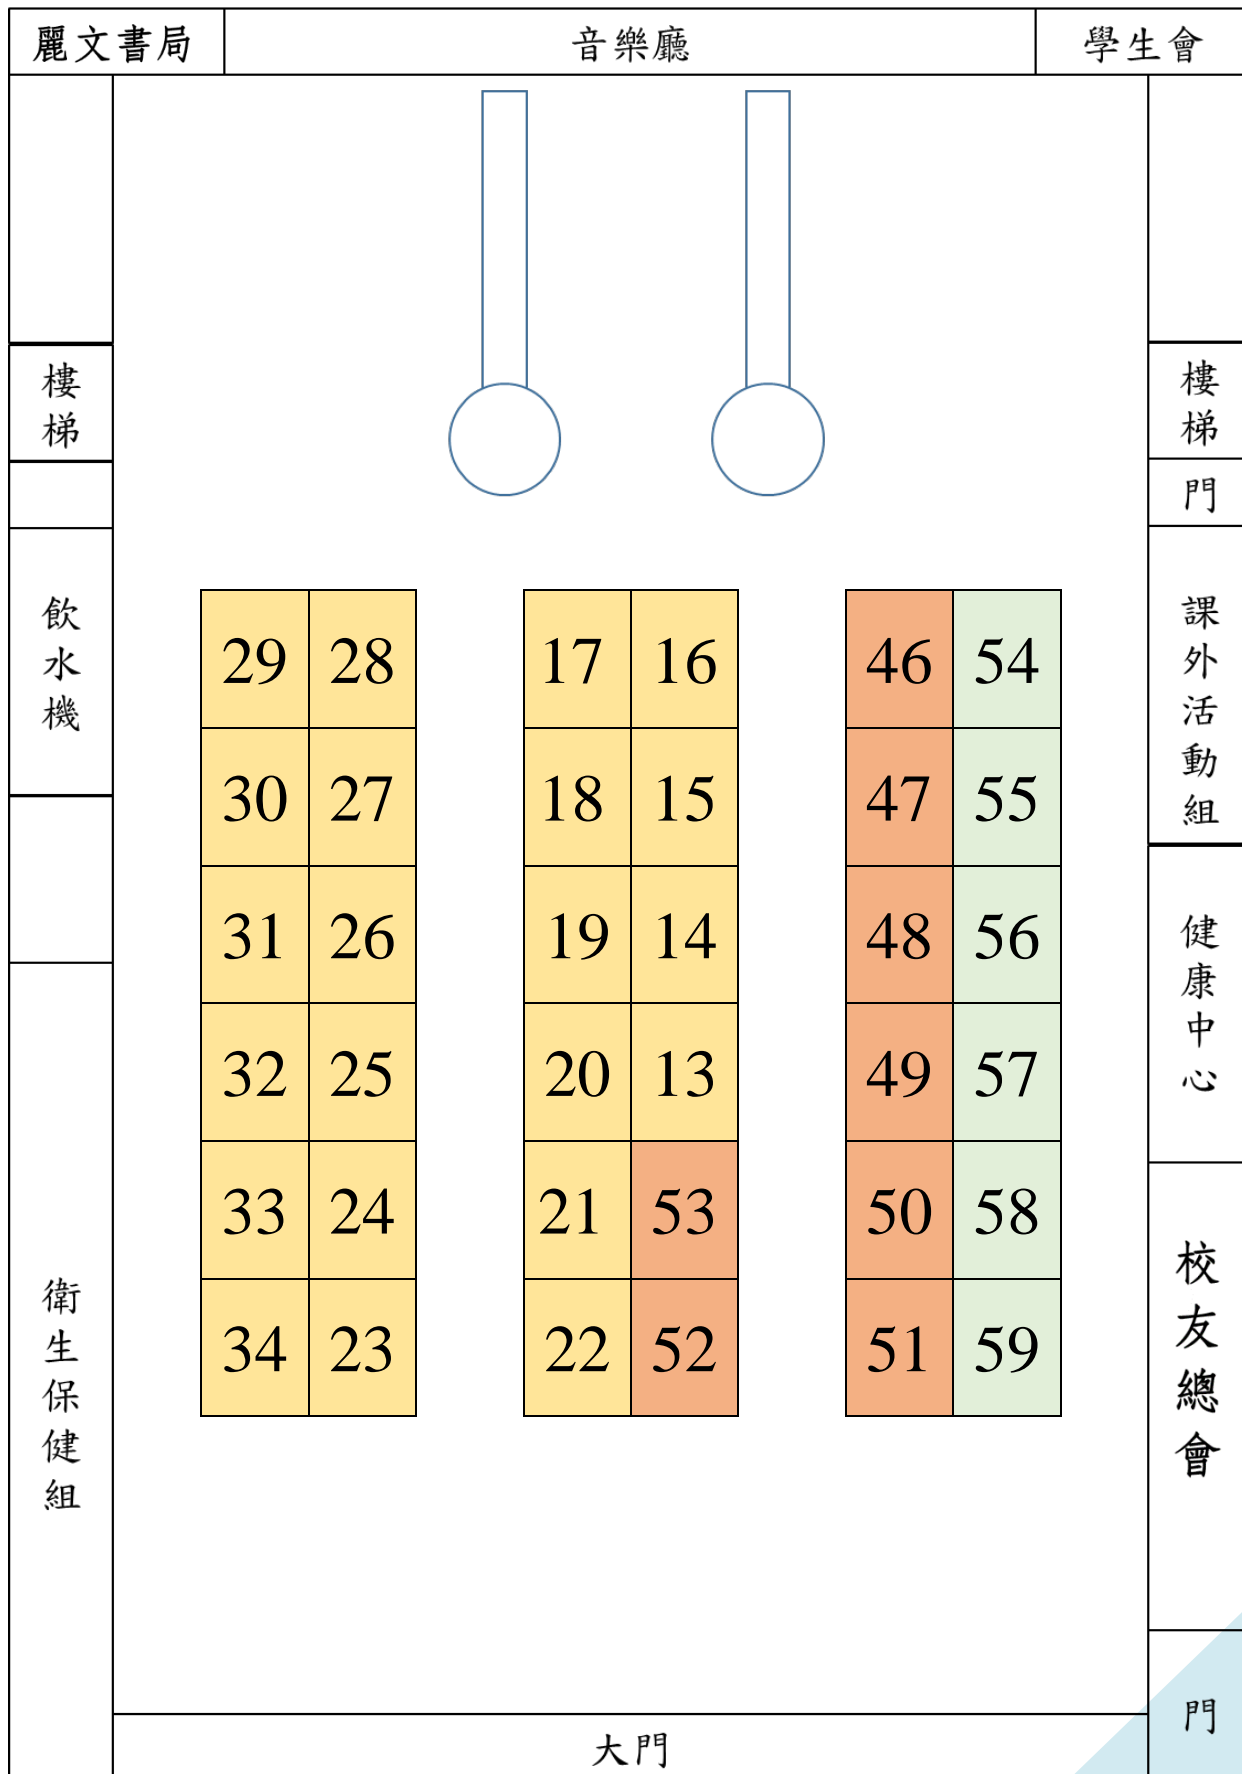 麗文書局 音樂廳 學生會
樓梯
樓梯
門
飲水機
課外活動組
29 28 17 16 46 54
30 27 18 15 47 55
31 26 19 14 48 56
健康中心
32 25 20 13 49 57
33 24 21 53 50 58
34 23 22 52 51 59
衛生保健組
校友總會
門
大門